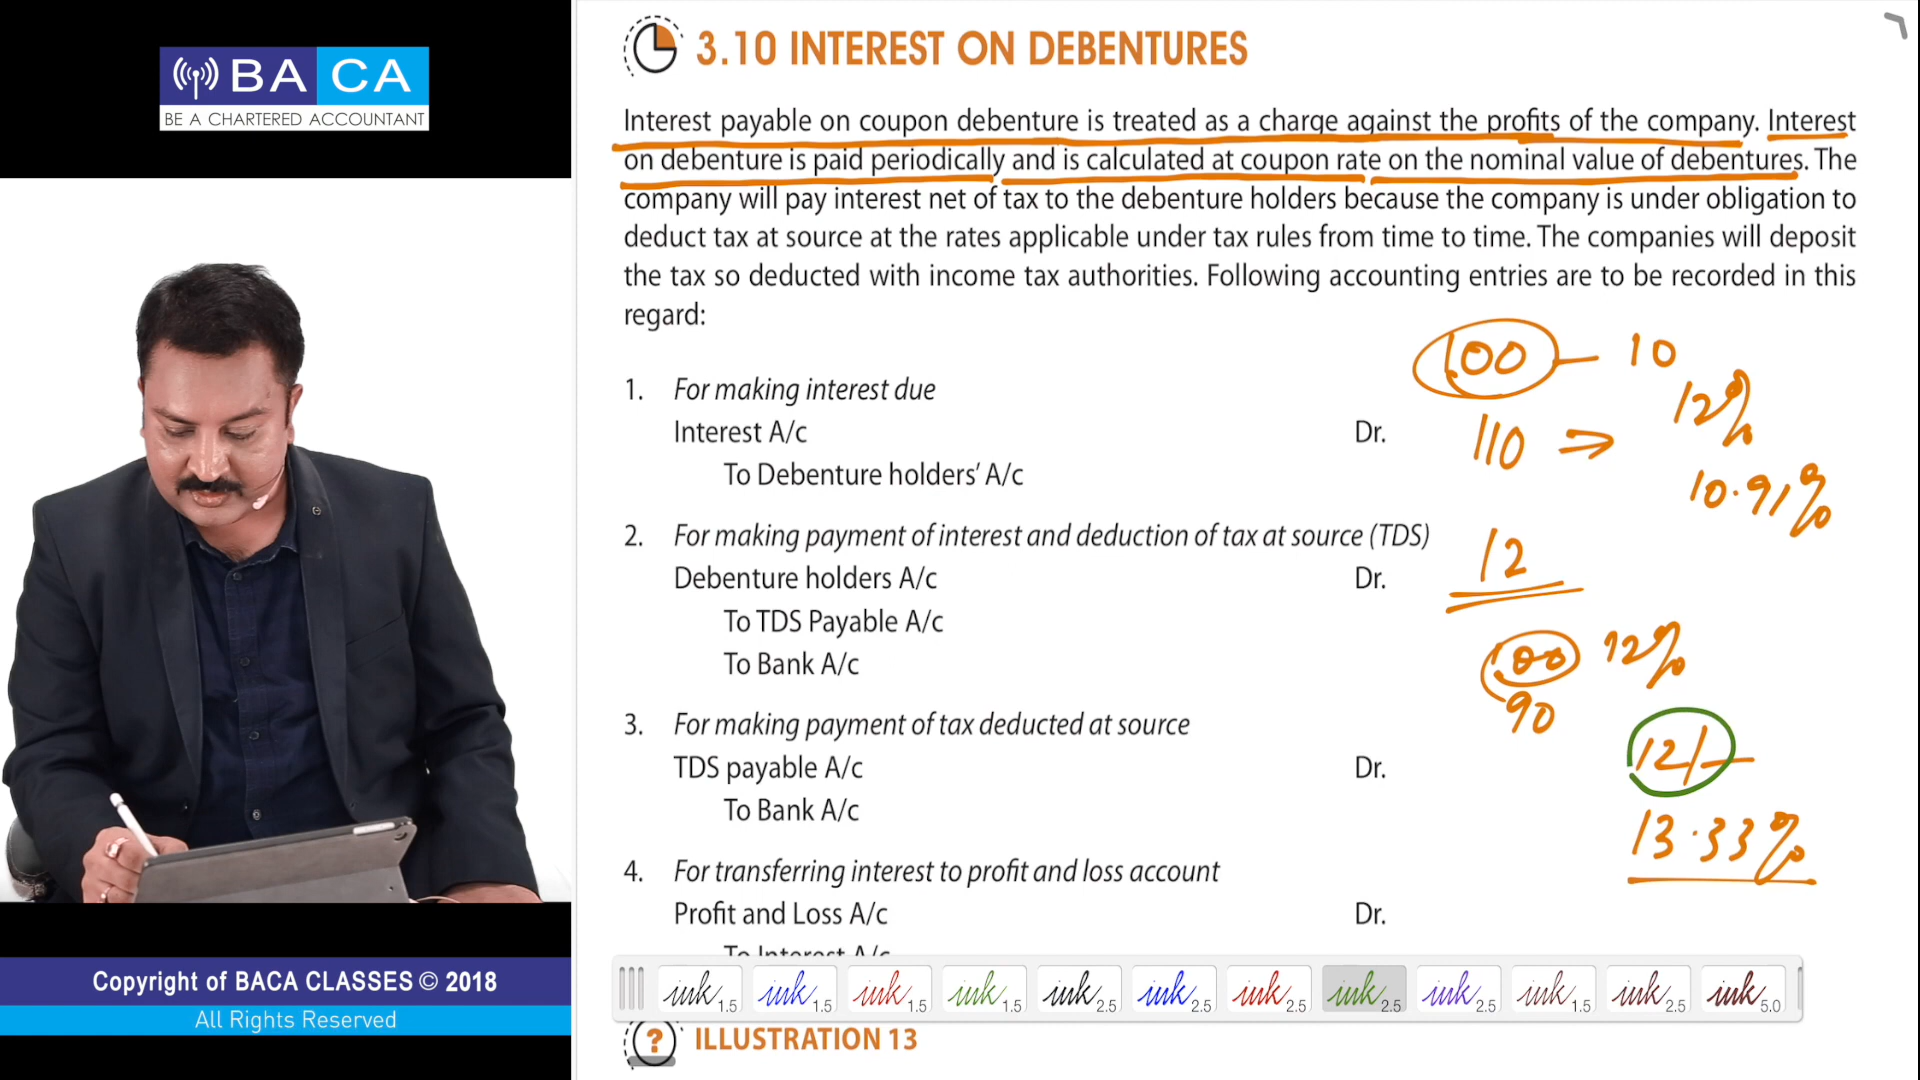 BA CA
BE A CHARTERED ACCOUNTANT
3.10 INTEREST ON DEBENTURES
Interest payable on coupon debenture is treated as a charge against the profits of the company. Interest
on debenture is paid periodically and is calculated at coupon rate on the nominal value of debentures. The
company will pay interest net of tax to the debenture holders because the company is under obligation to
deduct tax at source at the rates applicable under tax rules from time to time. The companies will deposit
the tax so deducted with income tax authorities. Following accounting entries are to be recorded in this
regard:
1. For making interest due
Interest A/c Dr.
To Debenture holders' A/c
2. For making payment of interest and deduction of tax at source (TDS)
Debenture holders A/c Dr.
To TDS Payable A/c
To Bank A/c
3. For making payment of tax deducted at source
TDS payable A/c Dr.
To Bank A/c
4. For transferring interest to profit and loss account
Profit and Loss A/c Dr.
To Interest A/c
100 — 10
12%
110 ⇒
10.91%
12
100 12%
90
12/-
13.33%
ink 1.5 ink 1.5 ink 1.5 ink 1.5 ink 2.5 ink 2.5 ink 2.5 ink 2.5 ink 2.5 ink 1.5 ink 2.5 ink 5.0
? ILLUSTRATION 13
Copyright of BACA CLASSES © 2018
All Rights Reserved